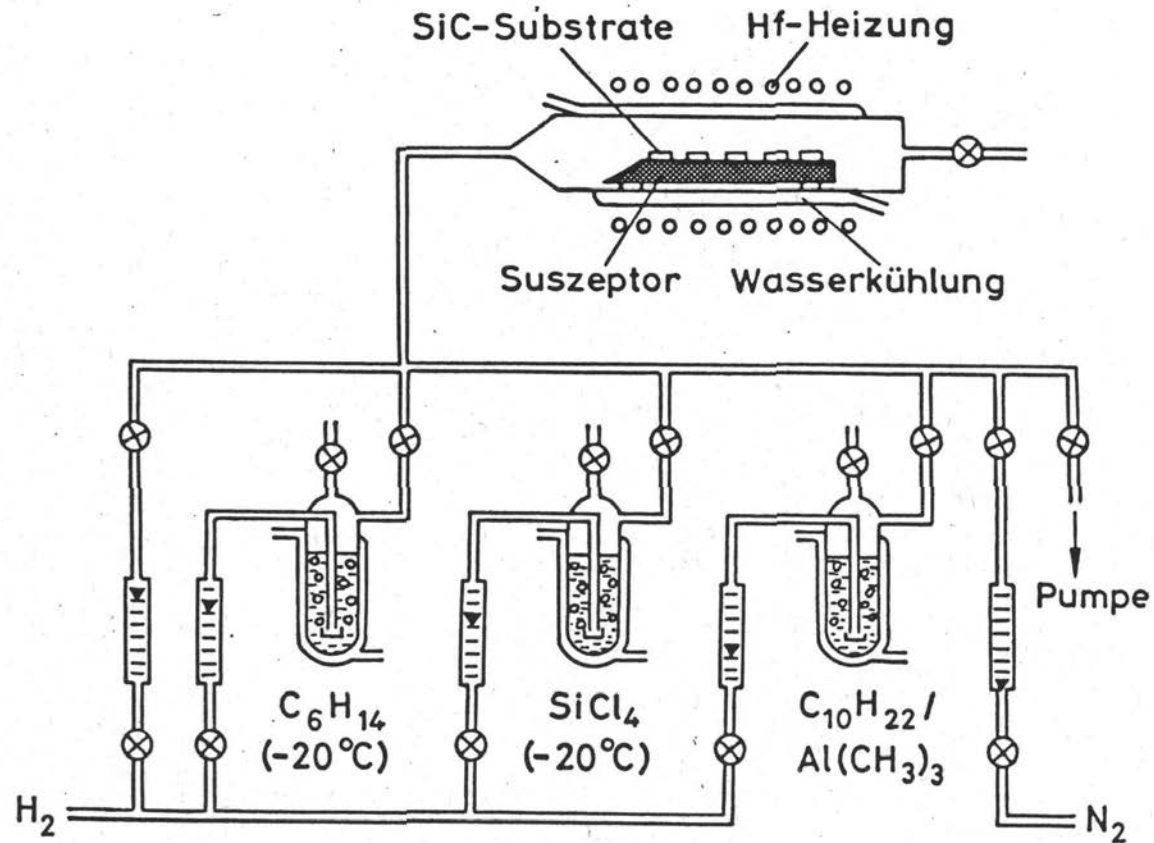 SiC-Substrate
Hf-Heizung
Suszeptor
Wasserkühlung
Pumpe
C₆H₁₄
(-20°C)
SiCl₄
(-20°C)
C₁₀H₂₂/
Al(CH₃)₃
H₂
N₂